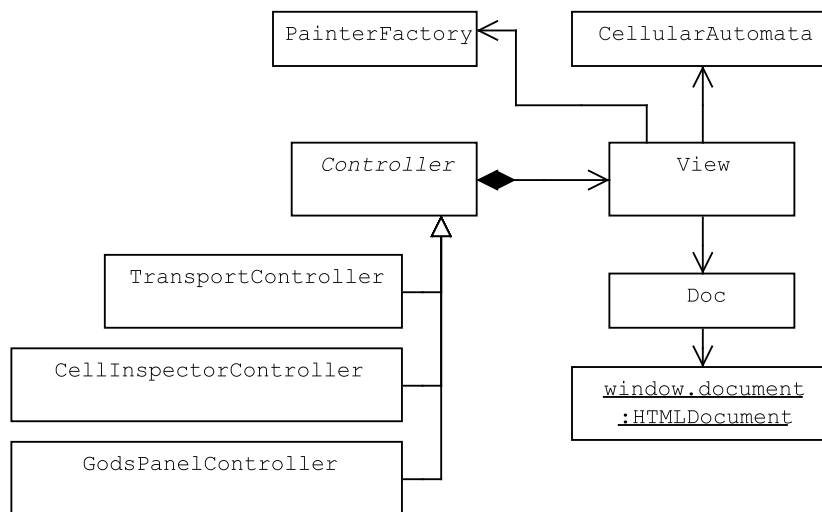 PainterFactory
CellularAutomata
Controller
View
TransportController
Doc
CellInspectorController
window.document
:HTMLDocument
GodsPanelController